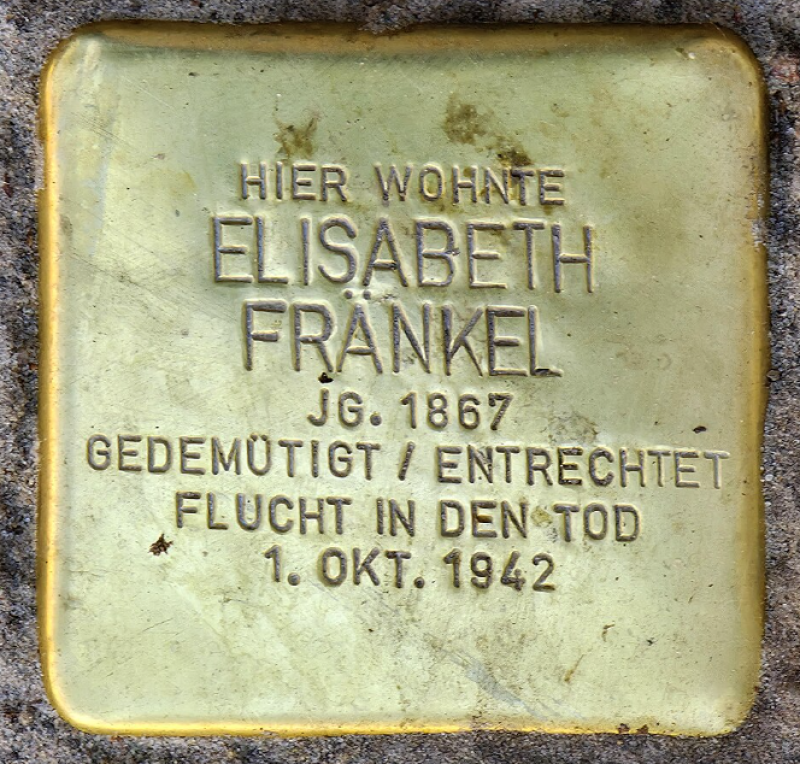 HIER WOHNTE
ELISABETH
FRÄNKEL
JG. 1867
GEDEMÜTIGT / ENTRECHTET
FLUCHT IN DEN TOD
1. OKT. 1942